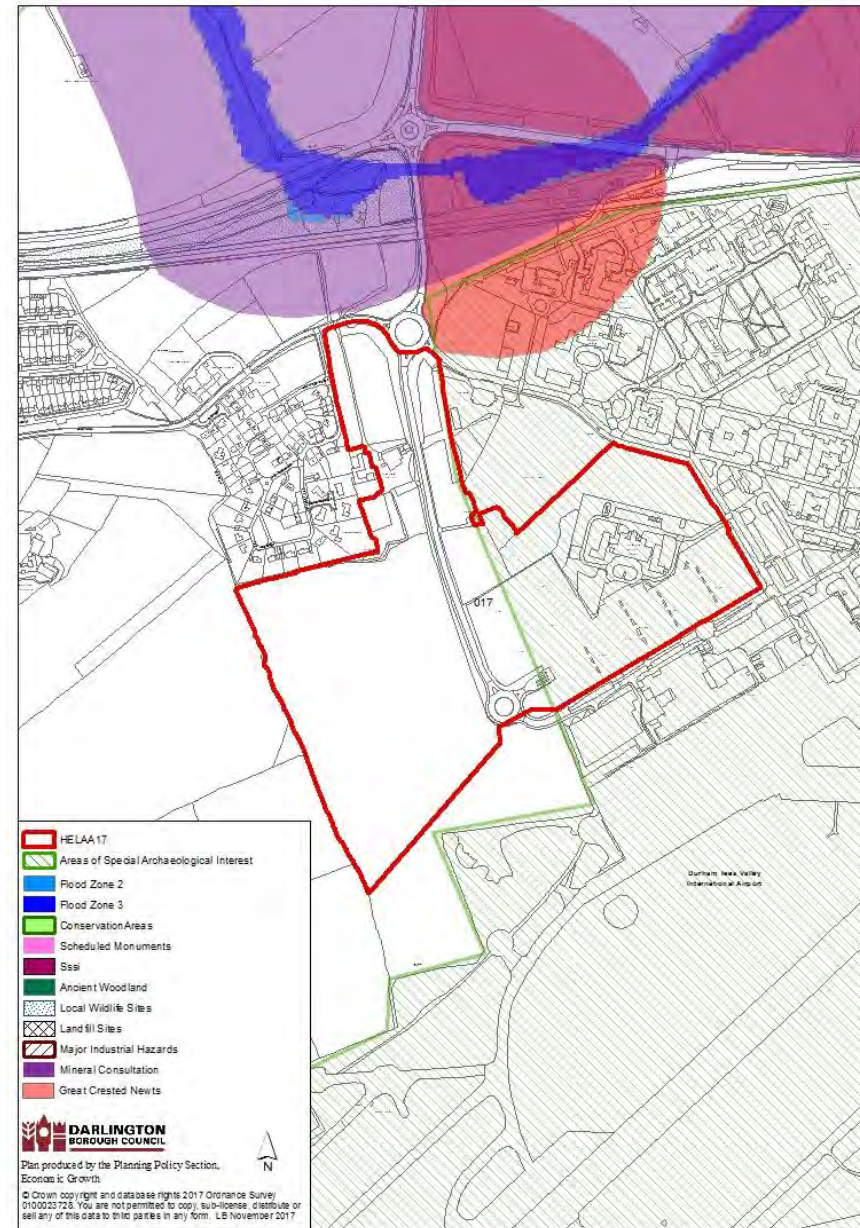 017
Durham Tees Valley
International Airport
HELAA17
Areas of Special Archaeological Interest
Flood Zone 2
Flood Zone 3
Conservation Areas
Scheduled Monuments
Sssi
Ancient Woodland
Local Wildlife Sites
Landfill Sites
Major Industrial Hazards
Mineral Consultation
Great Crested Newts
DARLINGTON
BOROUGH COUNCIL
Plan produced by the Planning Policy Section,
Economic Growth
N
© Crown copyright and database rights 2017 Ordnance Survey
0100023728. You are not permitted to copy, sub-license, distribute or
sell any of this data to third parties in any form. LB November 2017